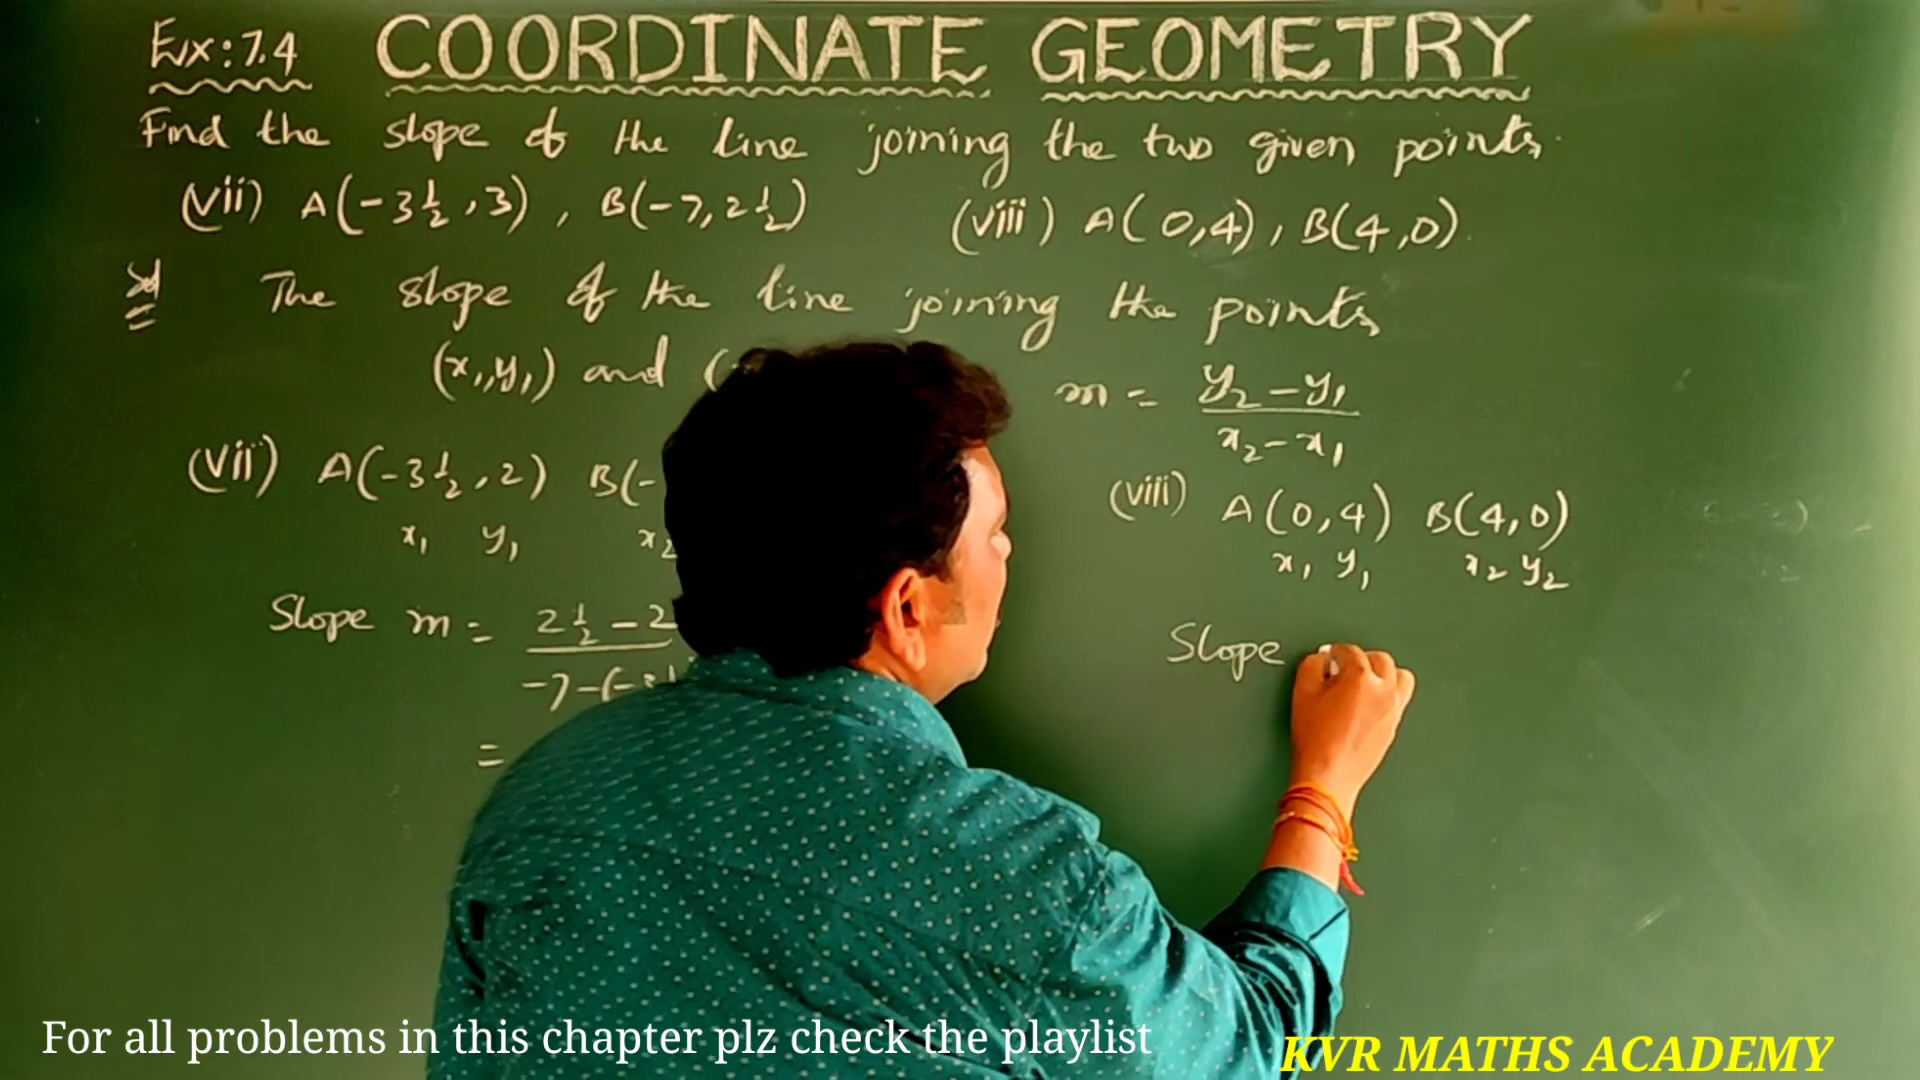 Ex:7.4 COORDINATE GEOMETRY
Find the slope of the line joining the two given points.
(vii) A(-3½,3), B(-7,2½) (viii) A(0,4), B(4,0).
Sol The slope of the line joining the points
(x₁,y₁) and ( m = y₂-y₁
x₂-x₁
(vii) A(-3½,2) B(-
x₁ y₁ x₂
(viii) A(0,4) B(4,0)
x₁ y₁ x₂ y₂
Slope m = 2½-2
-7-(-3½
=
Slope
For all problems in this chapter plz check the playlist
KVR MATHS ACADEMY